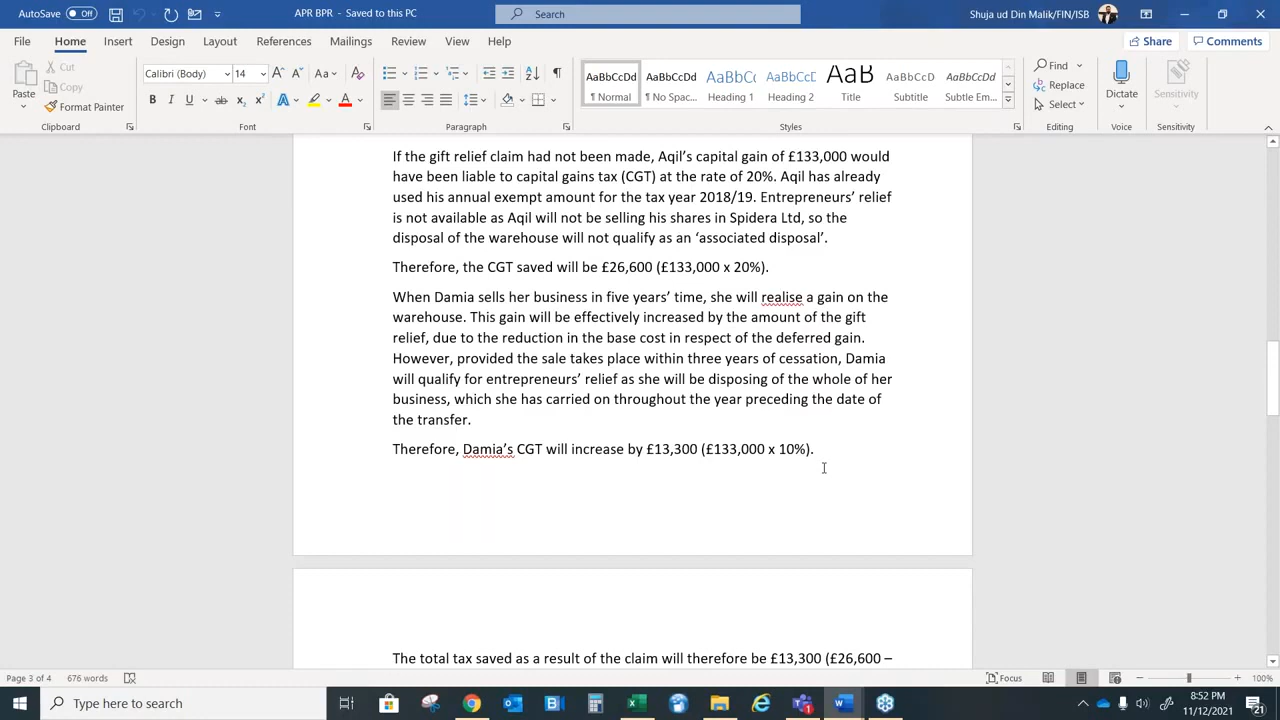 AutoSave Off APR BPR - Saved to this PC Search Shuja ud Din Malik/FIN/ISB
File Home Insert Design Layout References Mailings Review View Help Share Comments
Paste Cut Copy Format Painter
Calibri (Body) 14
AaBbCcDd AaBbCcDd AaBbCc AaBbCcD AaB AaBbCcD AaBbCcDd
¶ Normal ¶ No Spac... Heading 1 Heading 2 Title Subtitle Subtle Em...
Find Replace Select Dictate Sensitivity
Clipboard Font Paragraph Styles Editing Voice Sensitivity
If the gift relief claim had not been made, Aqil’s capital gain of £133,000 would
have been liable to capital gains tax (CGT) at the rate of 20%. Aqil has already
used his annual exempt amount for the tax year 2018/19. Entrepreneurs’ relief
is not available as Aqil will not be selling his shares in Spidera Ltd, so the
disposal of the warehouse will not qualify as an ‘associated disposal’.
Therefore, the CGT saved will be £26,600 (£133,000 x 20%).
When Damia sells her business in five years’ time, she will realise a gain on the
warehouse. This gain will be effectively increased by the amount of the gift
relief, due to the reduction in the base cost in respect of the deferred gain.
However, provided the sale takes place within three years of cessation, Damia
will qualify for entrepreneurs’ relief as she will be disposing of the whole of her
business, which she has carried on throughout the year preceding the date of
the transfer.
Therefore, Damia’s CGT will increase by £13,300 (£133,000 x 10%).
The total tax saved as a result of the claim will therefore be £13,300 (£26,600 –
Page 3 of 4 676 words Focus 100%
Type here to search 8:52 PM
11/12/2021 21